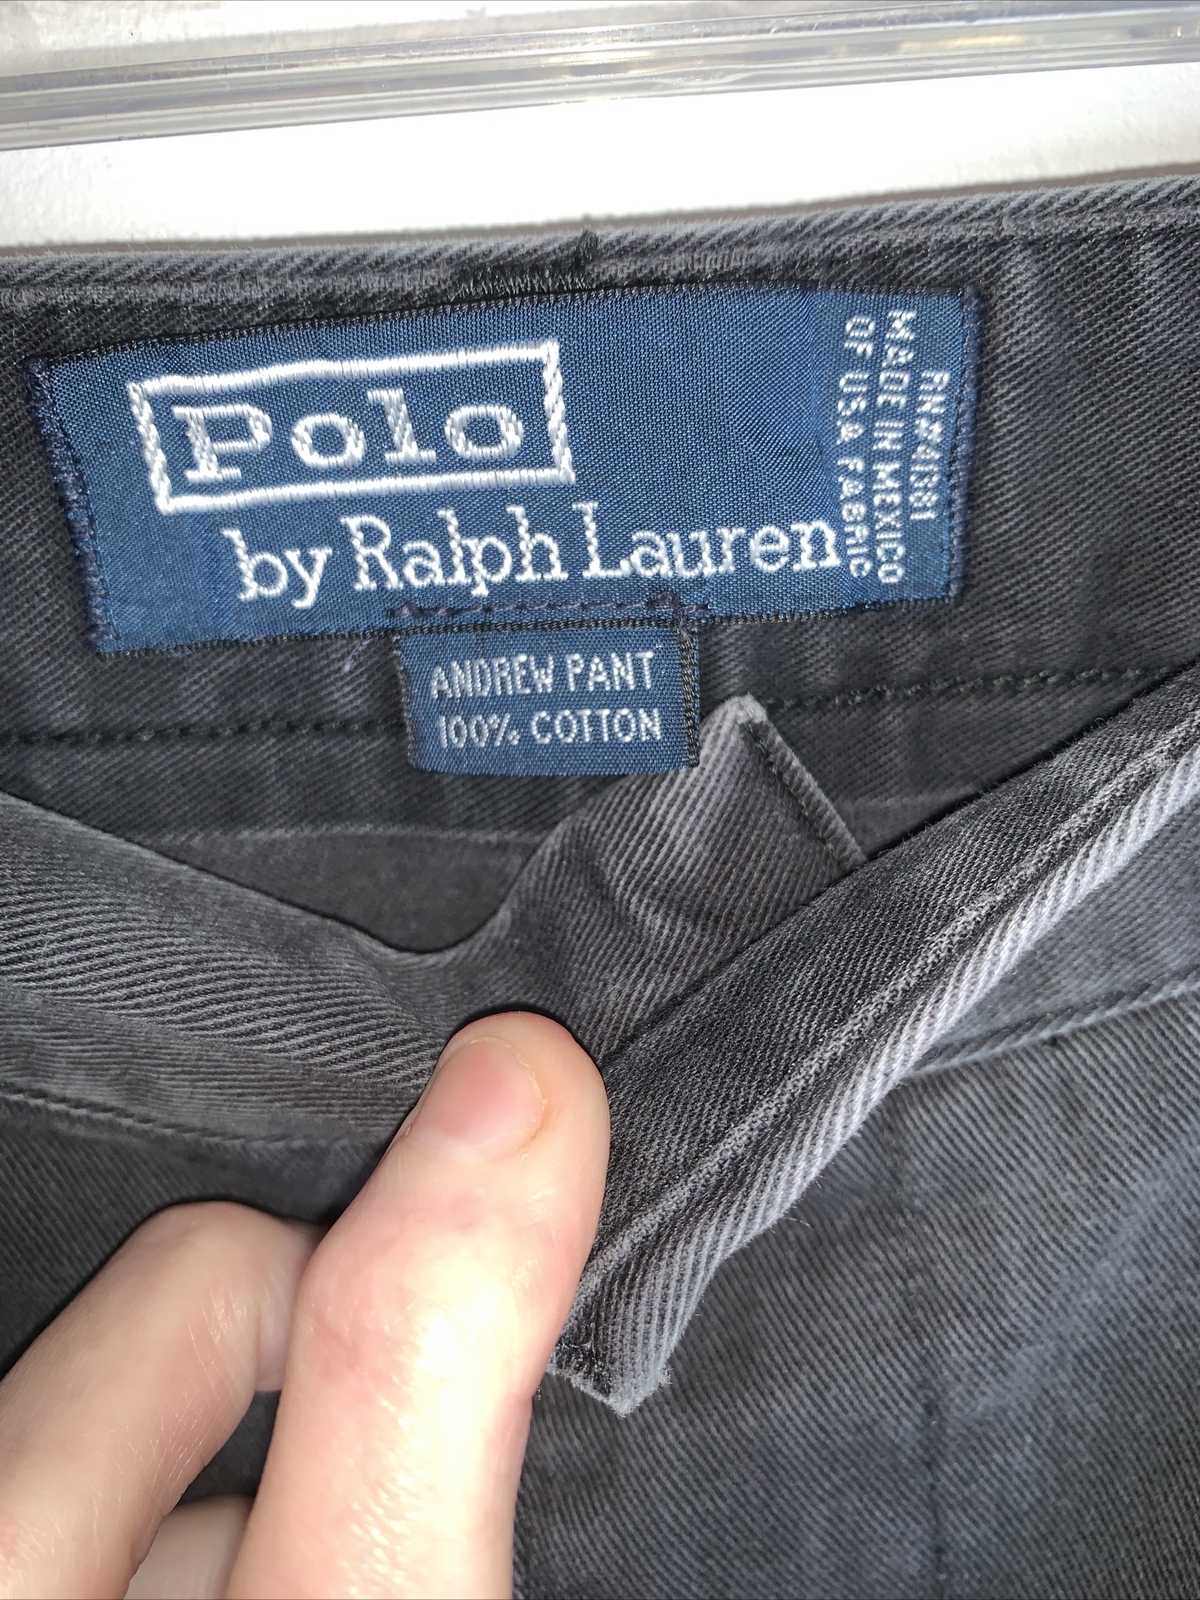 Polo
by Ralph Lauren
RN#41381
MADE IN MEXICO
OF USA FABRIC
ANDREW PANT
100% COTTON